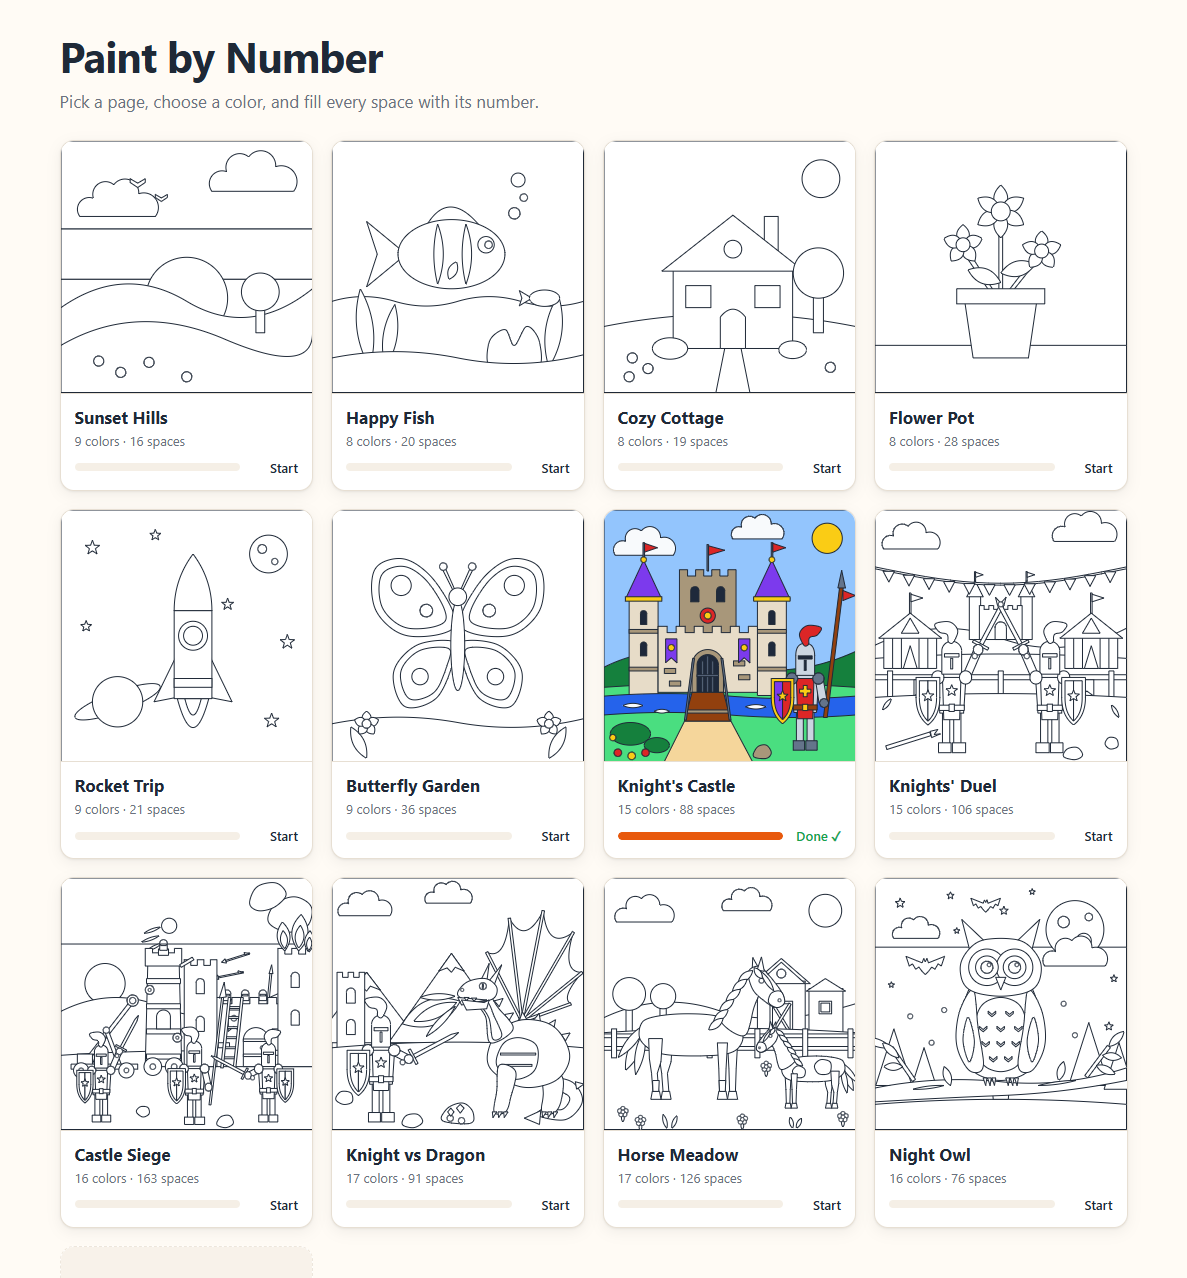 Paint by Number
Pick a page, choose a color, and fill every space with its number.
Sunset Hills
9 colors · 16 spaces
Start
Happy Fish
8 colors · 20 spaces
Start
Cozy Cottage
8 colors · 19 spaces
Start
Flower Pot
8 colors · 28 spaces
Start
Rocket Trip
9 colors · 21 spaces
Start
Butterfly Garden
9 colors · 36 spaces
Start
Knight's Castle
15 colors · 88 spaces
Done ✓
Knights' Duel
15 colors · 106 spaces
Start
Castle Siege
16 colors · 163 spaces
Start
Knight vs Dragon
17 colors · 91 spaces
Start
Horse Meadow
17 colors · 126 spaces
Start
Night Owl
16 colors · 76 spaces
Start